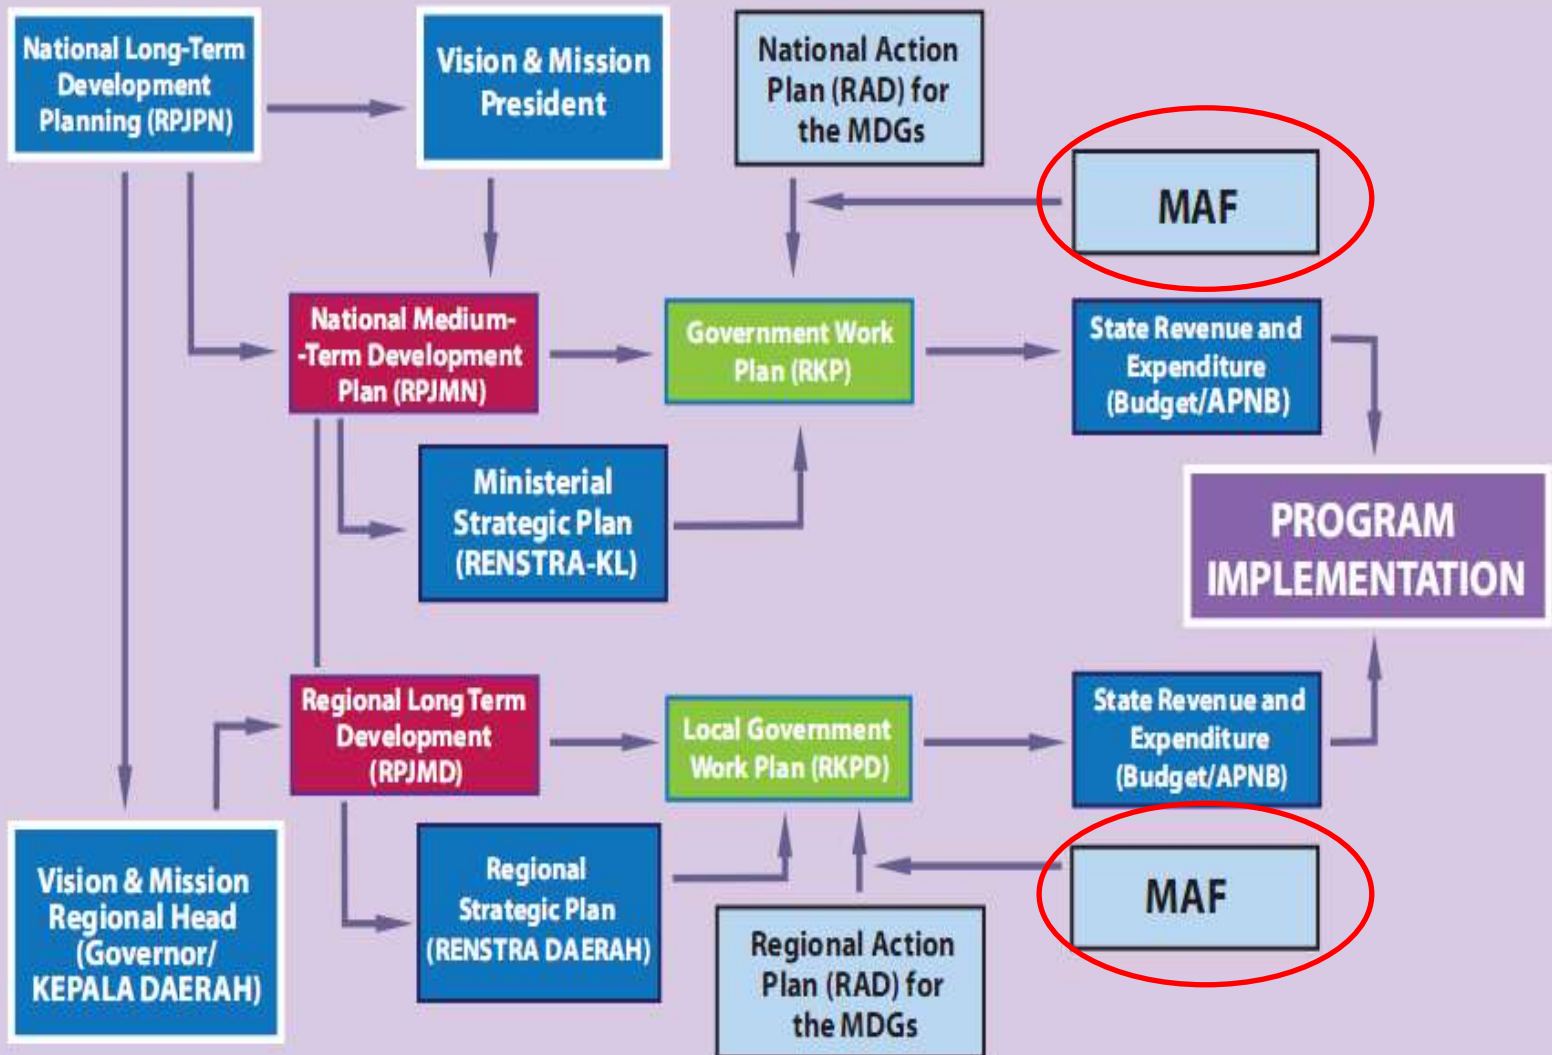 National Long-Term
Development
Planning (RPJPN)
Vision & Mission
President
National Action
Plan (RAD) for
the MDGs
MAF
National Medium-
-Term Development
Plan (RPJMN)
Government Work
Plan (RKP)
State Revenue and
Expenditure
(Budget/APNB)
Ministerial
Strategic Plan
(RENSTRA-KL)
PROGRAM
IMPLEMENTATION
Regional Long Term
Development
(RPJMD)
Local Government
Work Plan (RKPD)
State Revenue and
Expenditure
(Budget/APNB)
Vision & Mission
Regional Head
(Governor/
KEPALA DAERAH)
Regional
Strategic Plan
(RENSTRA DAERAH)
Regional Action
Plan (RAD) for
the MDGs
MAF